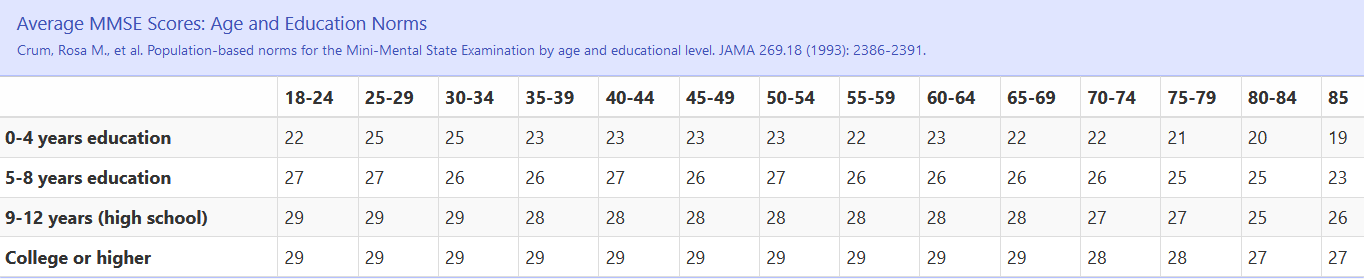 Average MMSE Scores: Age and Education Norms
Crum, Rosa M., et al. Population-based norms for the Mini-Mental State Examination by age and educational level. JAMA 269.18 (1993): 2386-2391.
18-24 25-29 30-34 35-39 40-44 45-49 50-54 55-59 60-64 65-69 70-74 75-79 80-84 85
0-4 years education 22 25 25 23 23 23 23 22 23 22 22 21 20 19
5-8 years education 27 27 26 26 27 26 27 26 26 26 26 25 25 23
9-12 years (high school) 29 29 29 28 28 28 28 28 28 28 27 27 25 26
College or higher 29 29 29 29 29 29 29 29 29 29 28 28 27 27